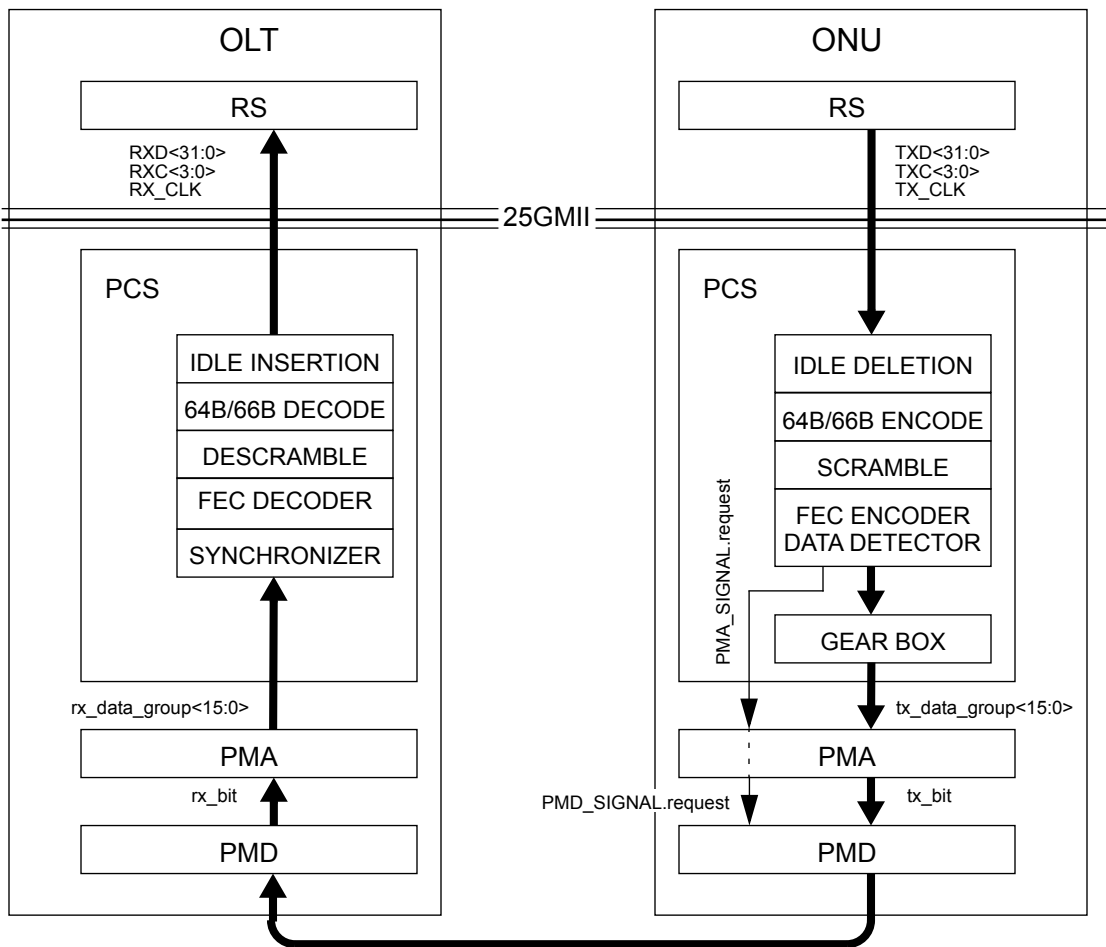 OLT
RS
RXD<31:0>
RXC<3:0>
RX_CLK
25GMII
PCS
IDLE INSERTION
64B/66B DECODE
DESCRAMBLE
FEC DECODER
SYNCHRONIZER
rx_data_group<15:0>
PMA
rx_bit
PMD
ONU
RS
TXD<31:0>
TXC<3:0>
TX_CLK
PCS
IDLE DELETION
64B/66B ENCODE
SCRAMBLE
FEC ENCODER
DATA DETECTOR
PMA_SIGNAL.request
GEAR BOX
tx_data_group<15:0>
PMA
PMD_SIGNAL.request
tx_bit
PMD